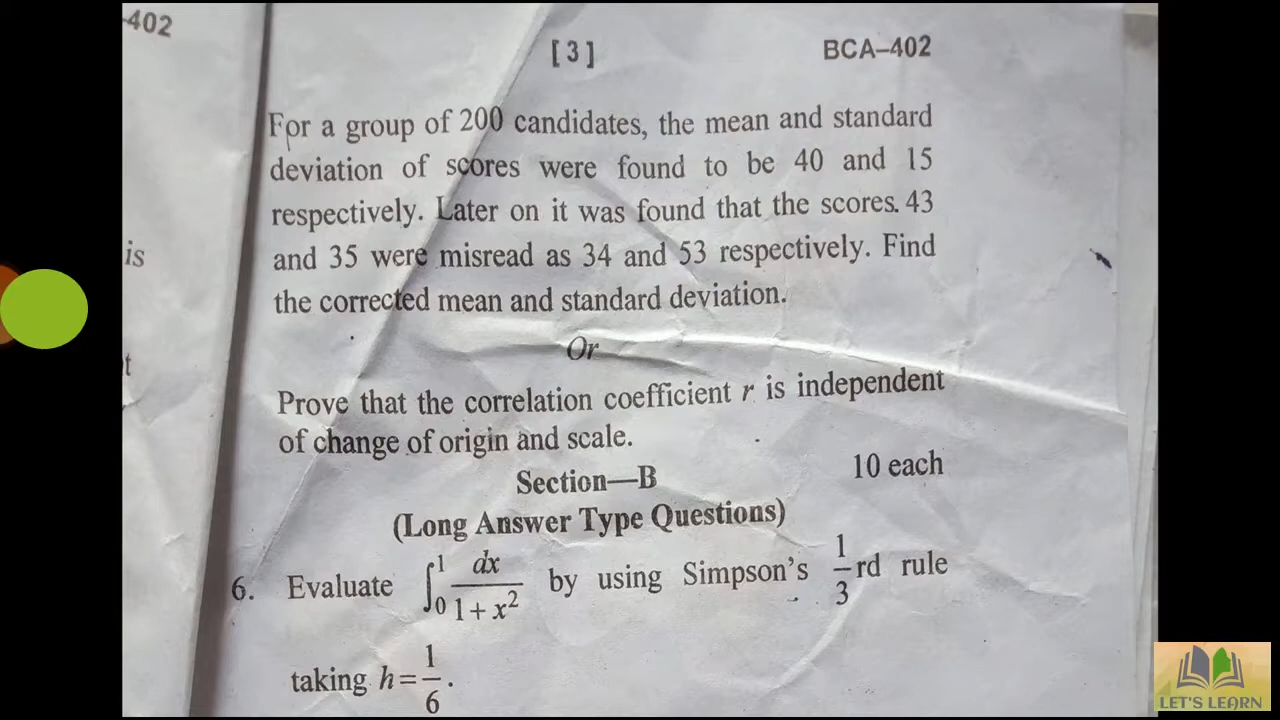 -402
[3] BCA–402
For a group of 200 candidates, the mean and standard
deviation of scores were found to be 40 and 15
respectively. Later on it was found that the scores. 43
is
and 35 were misread as 34 and 53 respectively. Find
the corrected mean and standard deviation.
Or
t
Prove that the correlation coefficient r is independent
of change of origin and scale.
Section—B 10 each
(Long Answer Type Questions)
6. Evaluate ∫₀¹ dx/(1 + x²) by using Simpson's 1/3 rd rule
taking h = 1/6.
LET'S LEARN